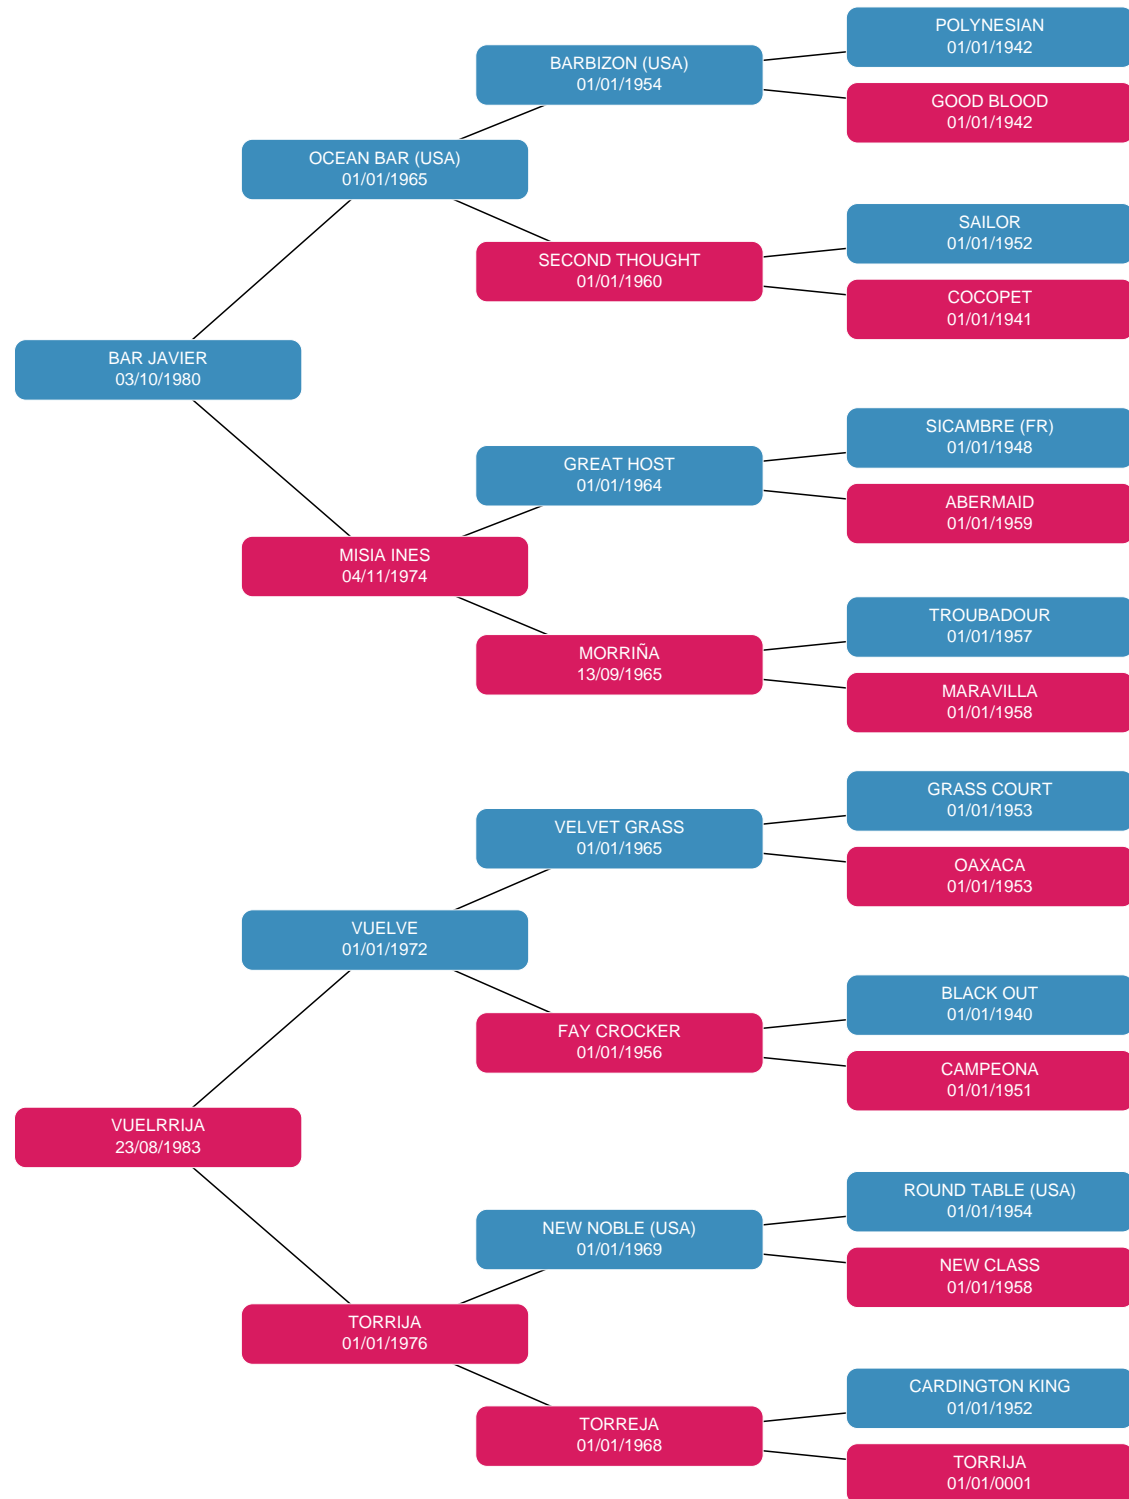 POLYNESIAN
01/01/1942
BARBIZON (USA)
01/01/1954
GOOD BLOOD
01/01/1942
OCEAN BAR (USA)
01/01/1965
SAILOR
01/01/1952
SECOND THOUGHT
01/01/1960
COCOPET
01/01/1941
BAR JAVIER
03/10/1980
SICAMBRE (FR)
01/01/1948
GREAT HOST
01/01/1964
ABERMAID
01/01/1959
MISIA INES
04/11/1974
TROUBADOUR
01/01/1957
MORRIÑA
13/09/1965
MARAVILLA
01/01/1958
GRASS COURT
01/01/1953
VELVET GRASS
01/01/1965
OAXACA
01/01/1953
VUELVE
01/01/1972
BLACK OUT
01/01/1940
FAY CROCKER
01/01/1956
CAMPEONA
01/01/1951
VUELRRIJA
23/08/1983
ROUND TABLE (USA)
01/01/1954
NEW NOBLE (USA)
01/01/1969
NEW CLASS
01/01/1958
TORRIJA
01/01/1976
CARDINGTON KING
01/01/1952
TORREJA
01/01/1968
TORRIJA
01/01/0001